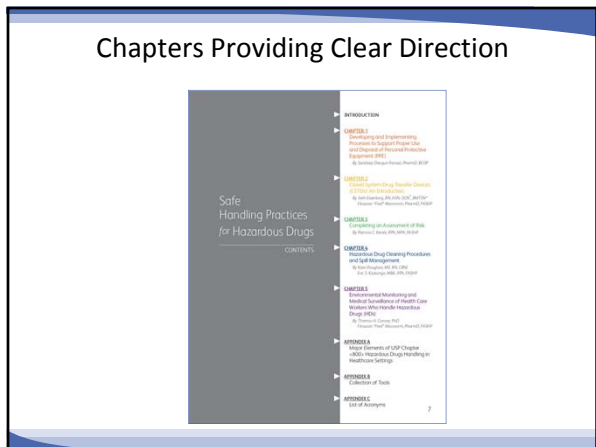 Chapters Providing Clear Direction
Safe
Handling Practices
for Hazardous Drugs
CONTENTS
INTRODUCTION
CHAPTER 1
Developing and Implementing
Processes to Support Proper Use
and Disposal of Personal Protective
Equipment (PPE)
CHAPTER 2
Closed System Drug-Transfer Devices
(CSTDs): An Introduction
CHAPTER 3
Completing an Assessment of Risk
CHAPTER 4
Hazardous Drug Cleaning Procedures
and Spill Management
CHAPTER 5
Environmental Monitoring and
Medical Surveillance of Health Care
Workers Who Handle Hazardous
Drugs (HDs)
By Thomas H. Connor, PhD
APPENDIX A
Major Elements of USP Chapter
<800> Hazardous Drugs Handling in
Healthcare Settings
APPENDIX B
Collection of Tools
APPENDIX C
List of Acronyms
7